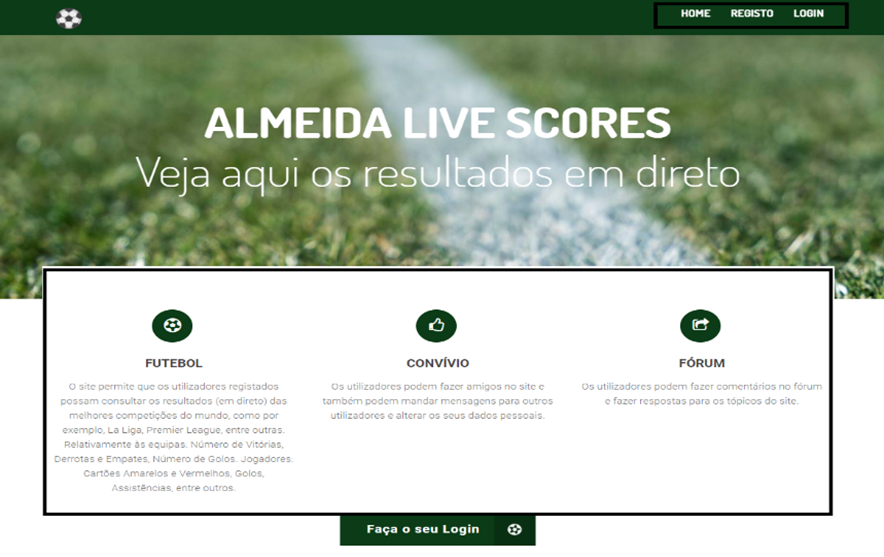 HOME REGISTO LOGIN
ALMEIDA LIVE SCORES
Veja aqui os resultados em direto
FUTEBOL
O site permite que os utilizadores registados
possam consultar os resultados (em direto) das
melhores competições do mundo, como por
exemplo, La Liga, Premier League, entre outras.
Relativamente às equipas: Número de Vitórias,
Derrotas e Empates, Número de Golos. Jogadores:
Cartões Amarelos e Vermelhos, Golos,
Assistências, entre outros.
CONVÍVIO
Os utilizadores podem fazer amigos no site e
também podem mandar mensagens para outros
utilizadores e alterar os seus dados pessoais.
FÓRUM
Os utilizadores podem fazer comentários no fórum
e fazer respostas para os tópicos do site.
Faça o seu Login